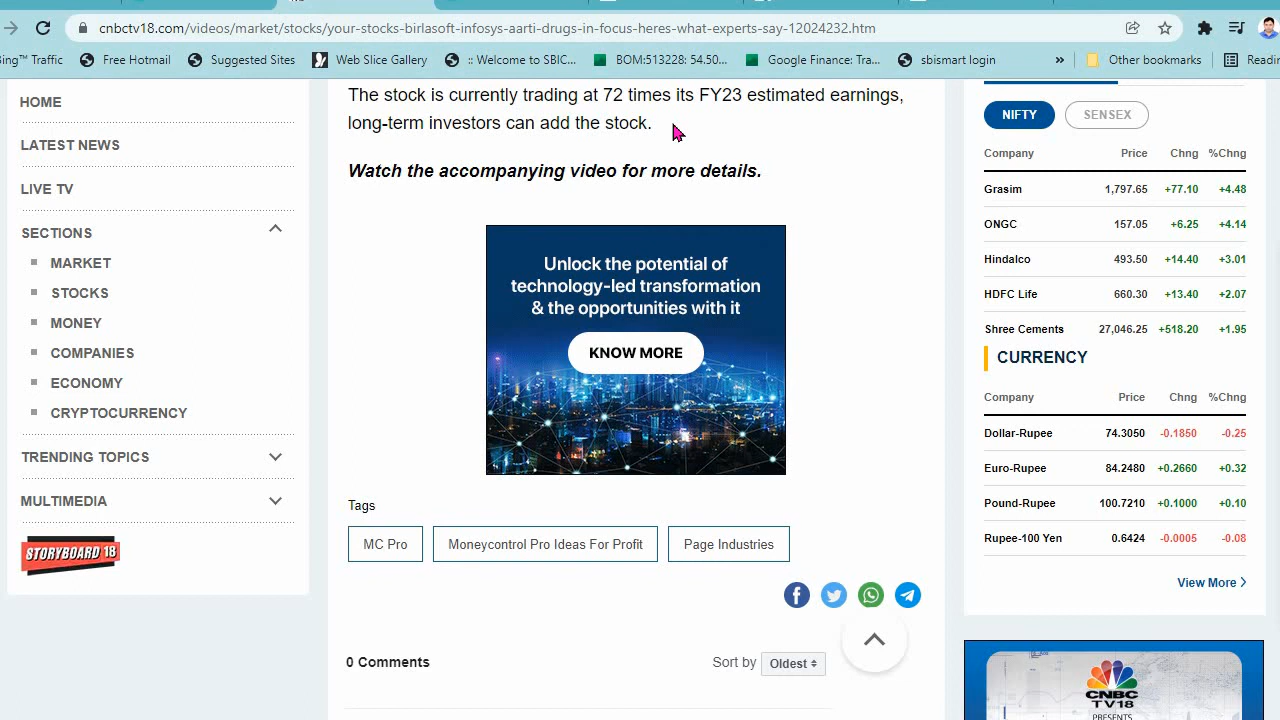 cnbctv18.com/videos/market/stocks/your-stocks-birlasoft-infosys-aarti-drugs-in-focus-heres-what-experts-say-12024232.htm
ing™ Traffic Free Hotmail Suggested Sites Web Slice Gallery :: Welcome to SBIC... BOM:513228: 54.50... Google Finance: Tra... sbismart login » Other bookmarks Readin
HOME
LATEST NEWS
LIVE TV
SECTIONS
MARKET
STOCKS
MONEY
COMPANIES
ECONOMY
CRYPTOCURRENCY
TRENDING TOPICS
MULTIMEDIA
STORYBOARD 18
The stock is currently trading at 72 times its FY23 estimated earnings,
long-term investors can add the stock.
Watch the accompanying video for more details.
Unlock the potential of
technology-led transformation
& the opportunities with it
KNOW MORE
Tags
MC Pro Moneycontrol Pro Ideas For Profit Page Industries
0 Comments Sort by Oldest
NIFTY SENSEX
Company Price Chng %Chng
Grasim 1,797.65 +77.10 +4.48
ONGC 157.05 +6.25 +4.14
Hindalco 493.50 +14.40 +3.01
HDFC Life 660.30 +13.40 +2.07
Shree Cements 27,046.25 +518.20 +1.95
CURRENCY
Company Price Chng %Chng
Dollar-Rupee 74.3050 -0.1850 -0.25
Euro-Rupee 84.2480 +0.2660 +0.32
Pound-Rupee 100.7210 +0.1000 +0.10
Rupee-100 Yen 0.6424 -0.0005 -0.08
View More
CNBC
TV18
PRESENTS